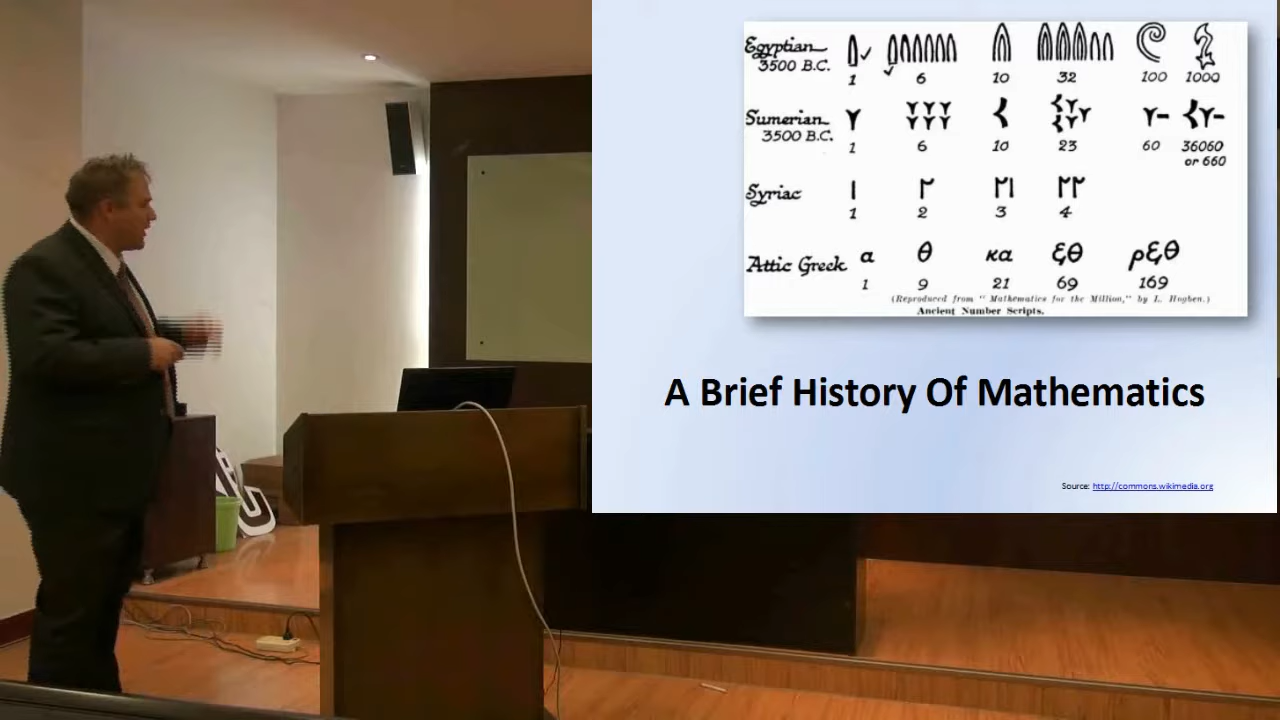 Egyptian 3500 B.C. 1 6 10 32 100 1000
Sumerian 3500 B.C. 1 6 10 23 60 36060 or 660
Syriac 1 2 3 4
Attic Greek α θ κα ξθ ρξθ
1 9 21 69 169
(Reproduced from "Mathematics for the Million," by L. Hogben.)
Ancient Number Scripts.
A Brief History Of Mathematics
Source: http://commons.wikimedia.org